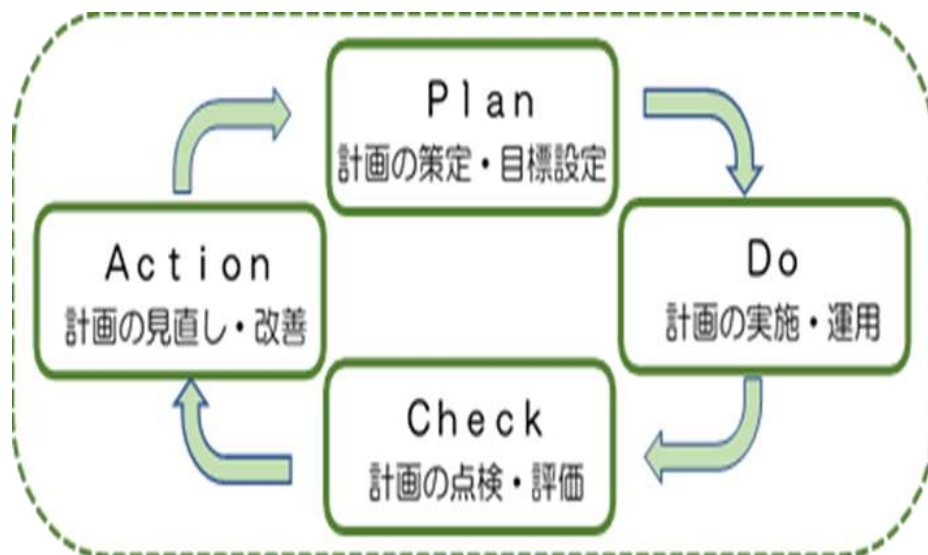 Plan
計画の策定・目標設定
Do
計画の実施・運用
Check
計画の点検・評価
Action
計画の見直し・改善